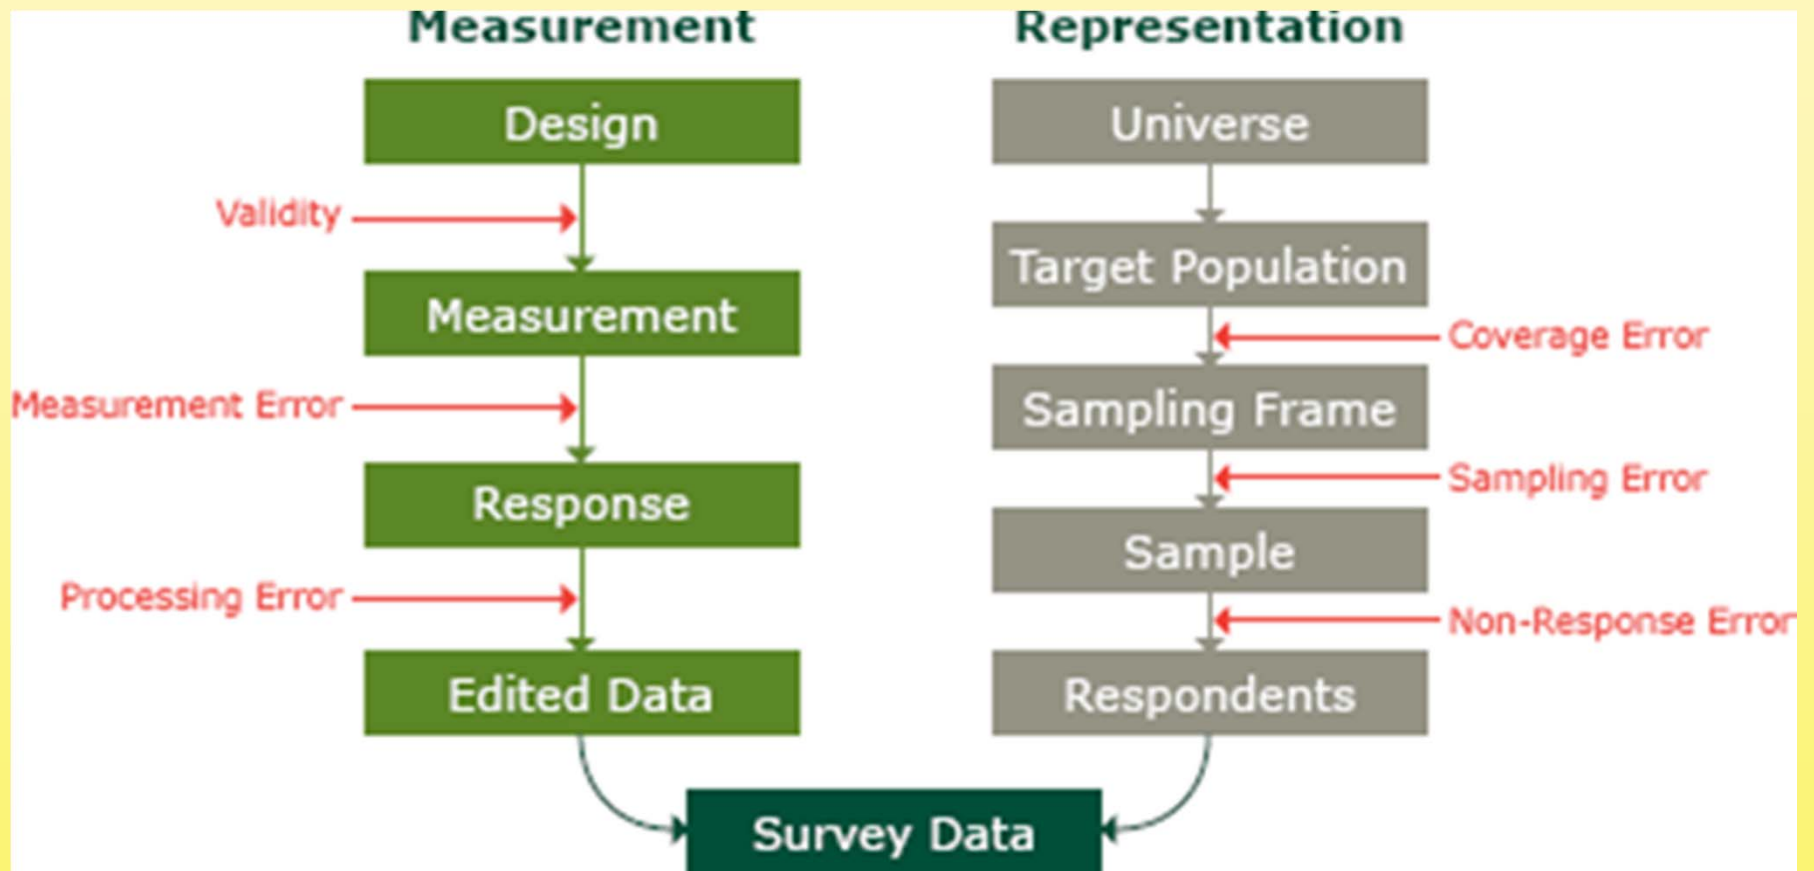 Measurement
Representation
Design
Universe
Validity
Target Population
Measurement
Coverage Error
Measurement Error
Sampling Frame
Sampling Error
Response
Sample
Processing Error
Non-Response Error
Edited Data
Respondents
Survey Data